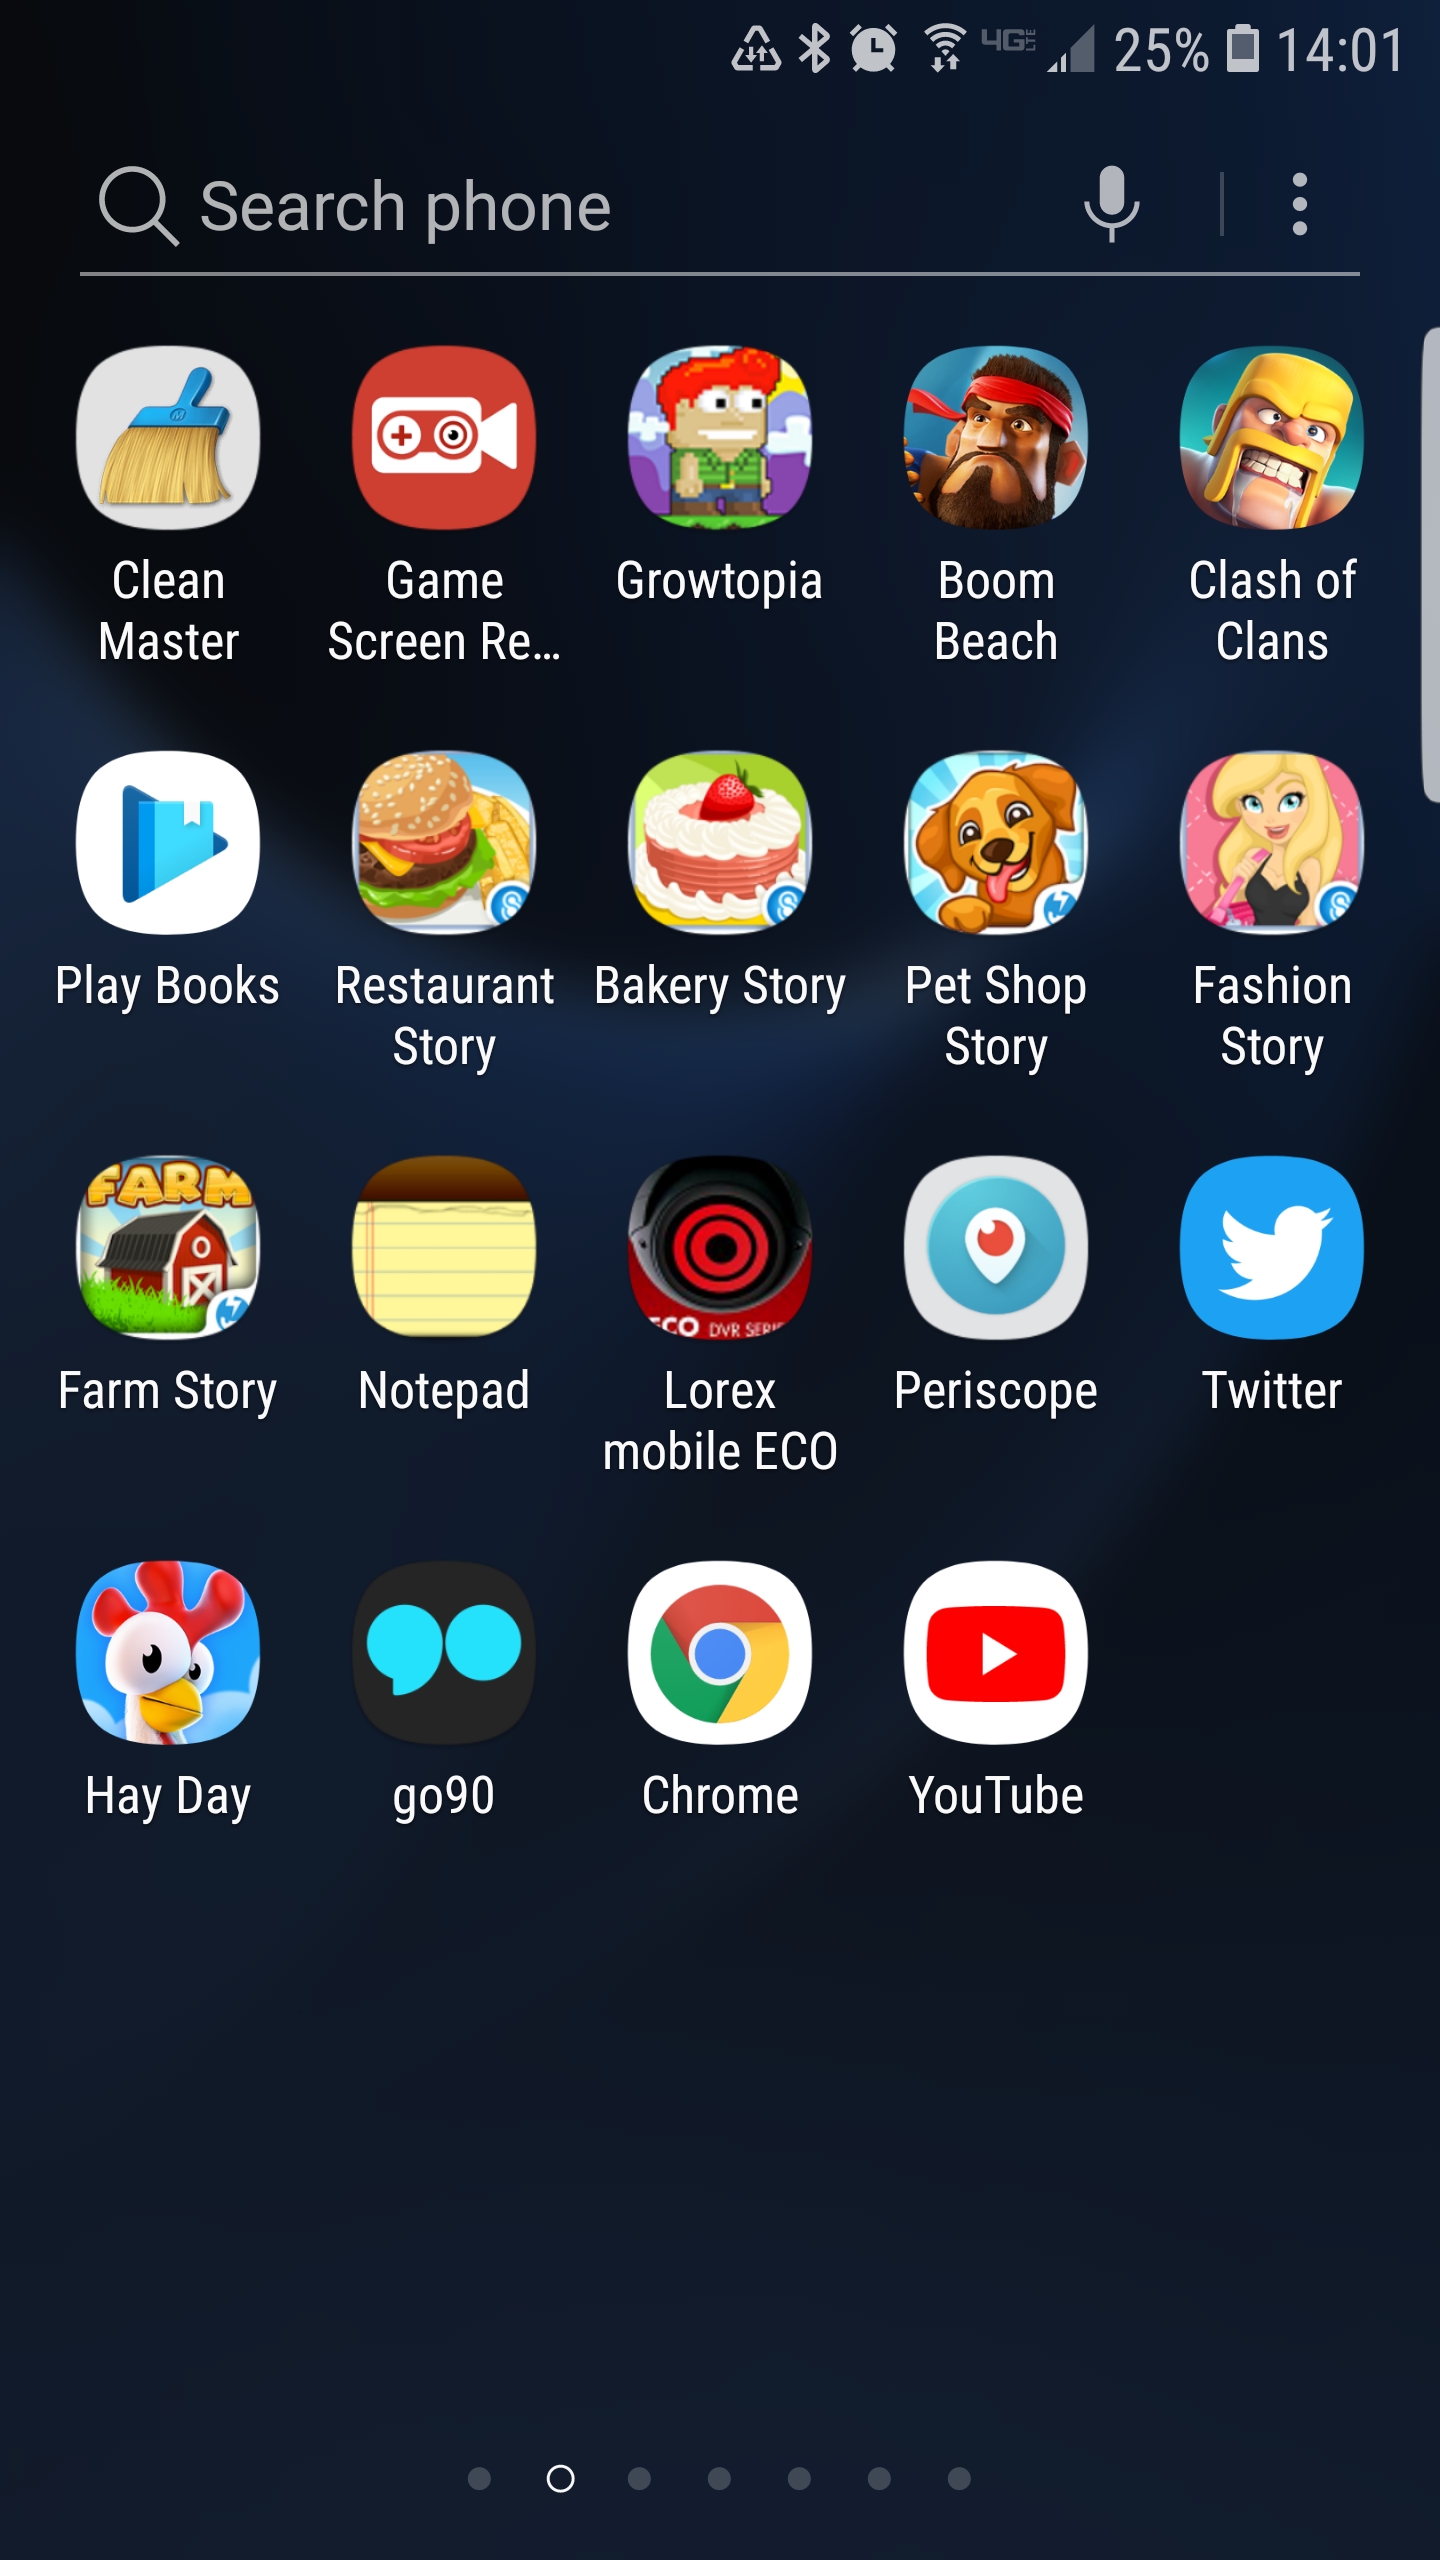 4G LTE 25% 14:01
Search phone
Clean Master
Game Screen Re...
Growtopia
Boom Beach
Clash of Clans
Play Books
Restaurant Story
Bakery Story
Pet Shop Story
Fashion Story
FARM
Farm Story
Notepad
ECO DVR SERIE
Lorex mobile ECO
Periscope
Twitter
Hay Day
go90
Chrome
YouTube